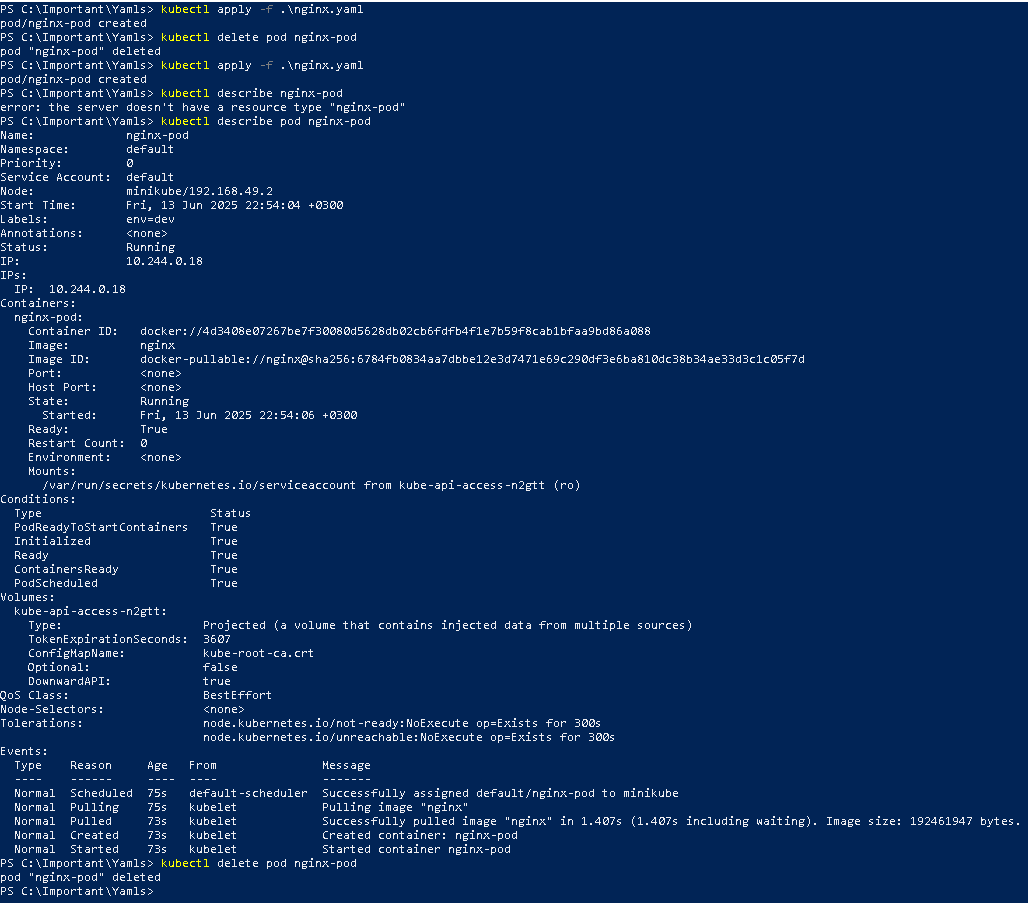 PS C:\Important\Yamls> kubectl apply -f .\nginx.yaml
pod/nginx-pod created
PS C:\Important\Yamls> kubectl delete pod nginx-pod
pod "nginx-pod" deleted
PS C:\Important\Yamls> kubectl apply -f .\nginx.yaml
pod/nginx-pod created
PS C:\Important\Yamls> kubectl describe nginx-pod
error: the server doesn't have a resource type "nginx-pod"
PS C:\Important\Yamls> kubectl describe pod nginx-pod
Name:             nginx-pod
Namespace:        default
Priority:         0
Service Account:  default
Node:             minikube/192.168.49.2
Start Time:       Fri, 13 Jun 2025 22:54:04 +0300
Labels:           env=dev
Annotations:      <none>
Status:           Running
IP:               10.244.0.18
IPs:
  IP:  10.244.0.18
Containers:
  nginx-pod:
    Container ID:   docker://4d3408e07267be7f30080d5628db02cb6fdfb4f1e7b59f8cab1bfaa9bd86a088
    Image:          nginx
    Image ID:       docker-pullable://nginx@sha256:6784fb0834aa7dbbe12e3d7471e69c290df3e6ba810dc38b34ae33d3c1c05f7d
    Port:           <none>
    Host Port:      <none>
    State:          Running
      Started:      Fri, 13 Jun 2025 22:54:06 +0300
    Ready:          True
    Restart Count:  0
    Environment:    <none>
    Mounts:
      /var/run/secrets/kubernetes.io/serviceaccount from kube-api-access-n2gtt (ro)
Conditions:
  Type                        Status
  PodReadyToStartContainers   True
  Initialized                 True
  Ready                       True
  ContainersReady             True
  PodScheduled                True
Volumes:
  kube-api-access-n2gtt:
    Type:                    Projected (a volume that contains injected data from multiple sources)
    TokenExpirationSeconds:  3607
    ConfigMapName:           kube-root-ca.crt
    Optional:                false
    DownwardAPI:             true
QoS Class:                   BestEffort
Node-Selectors:              <none>
Tolerations:                 node.kubernetes.io/not-ready:NoExecute op=Exists for 300s
                             node.kubernetes.io/unreachable:NoExecute op=Exists for 300s
Events:
  Type    Reason     Age   From               Message
  ----    ------     ----  ----               -------
  Normal  Scheduled  75s   default-scheduler  Successfully assigned default/nginx-pod to minikube
  Normal  Pulling    75s   kubelet            Pulling image "nginx"
  Normal  Pulled     73s   kubelet            Successfully pulled image "nginx" in 1.407s (1.407s including waiting). Image size: 192461947 bytes.
  Normal  Created    73s   kubelet            Created container: nginx-pod
  Normal  Started    73s   kubelet            Started container nginx-pod
PS C:\Important\Yamls> kubectl delete pod nginx-pod
pod "nginx-pod" deleted
PS C:\Important\Yamls>